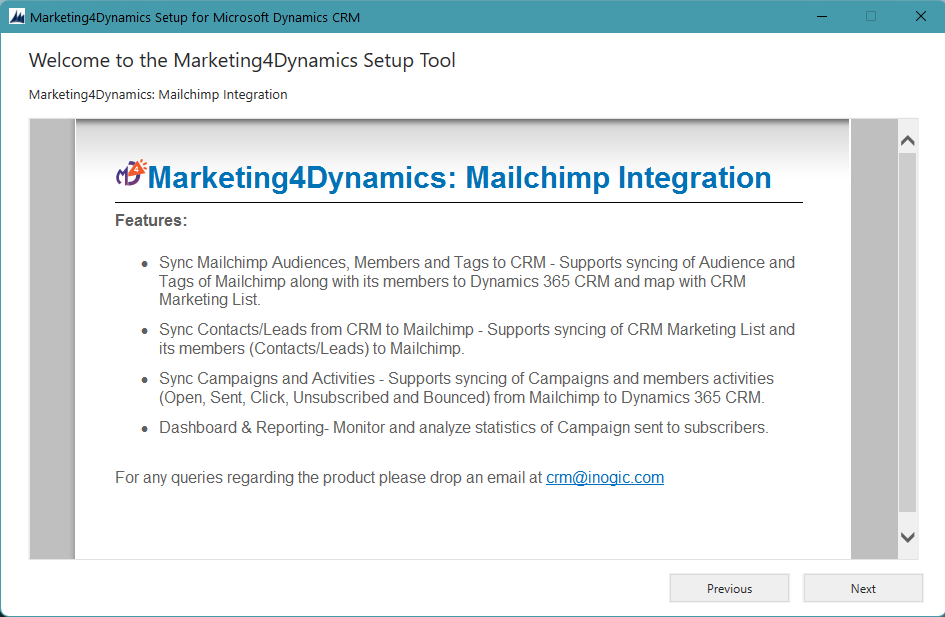 Marketing4Dynamics Setup for Microsoft Dynamics CRM
Welcome to the Marketing4Dynamics Setup Tool
Marketing4Dynamics: Mailchimp Integration
M4D Marketing4Dynamics: Mailchimp Integration
Features:
• Sync Mailchimp Audiences, Members and Tags to CRM - Supports syncing of Audience and
Tags of Mailchimp along with its members to Dynamics 365 CRM and map with CRM
Marketing List.
• Sync Contacts/Leads from CRM to Mailchimp - Supports syncing of CRM Marketing List and
its members (Contacts/Leads) to Mailchimp.
• Sync Campaigns and Activities - Supports syncing of Campaigns and members activities
(Open, Sent, Click, Unsubscribed and Bounced) from Mailchimp to Dynamics 365 CRM.
• Dashboard & Reporting- Monitor and analyze statistics of Campaign sent to subscribers.
For any queries regarding the product please drop an email at crm@inogic.com
Previous
Next